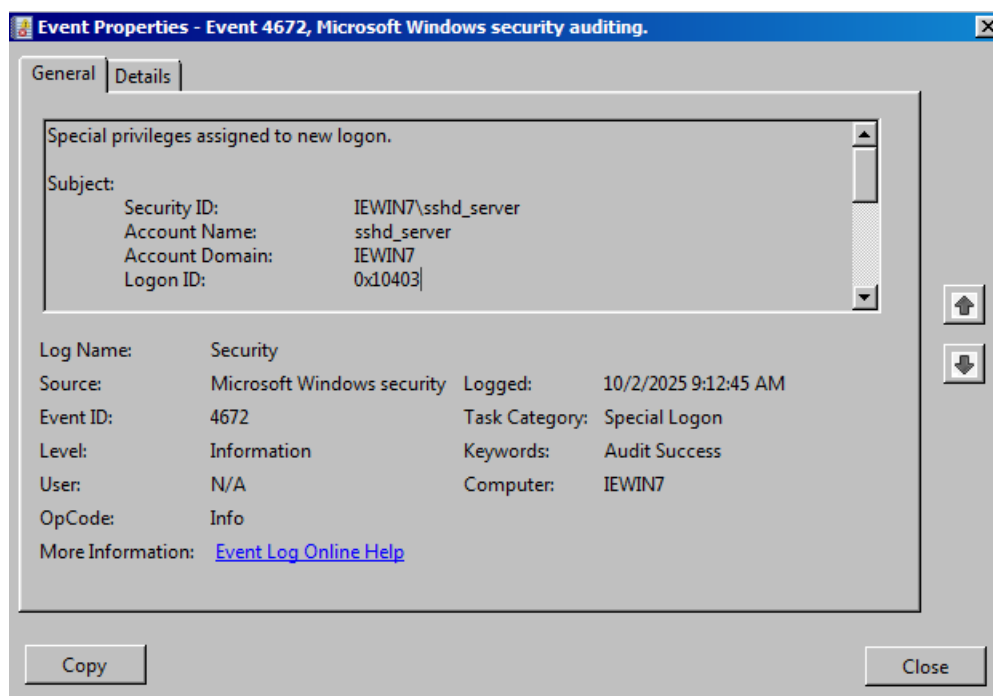 Event Properties - Event 4672, Microsoft Windows security auditing.
General Details
Special privileges assigned to new logon.
Subject:
Security ID: IEWIN7\sshd_server
Account Name: sshd_server
Account Domain: IEWIN7
Logon ID: 0x10403
Log Name: Security
Source: Microsoft Windows security Logged: 10/2/2025 9:12:45 AM
Event ID: 4672 Task Category: Special Logon
Level: Information Keywords: Audit Success
User: N/A Computer: IEWIN7
OpCode: Info
More Information: Event Log Online Help
Copy Close